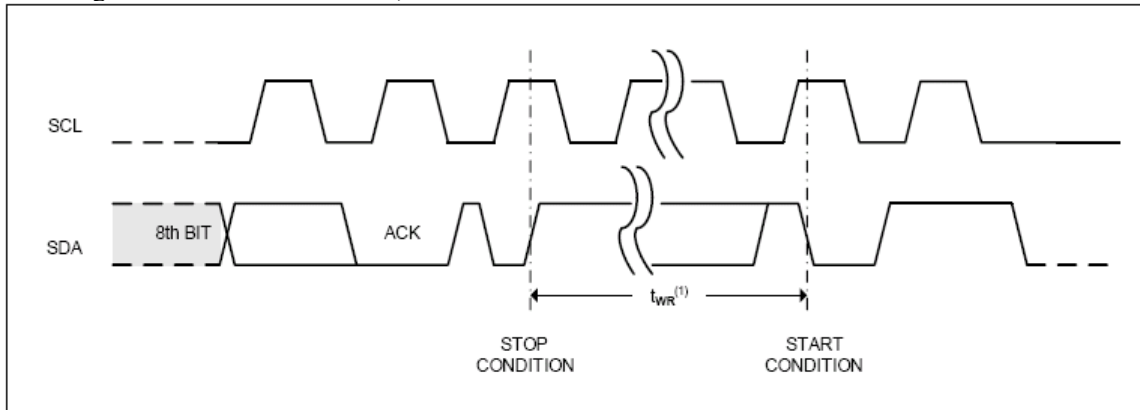 SCL
8th BIT
ACK
SDA
tWR(1)
STOP
CONDITION
START
CONDITION